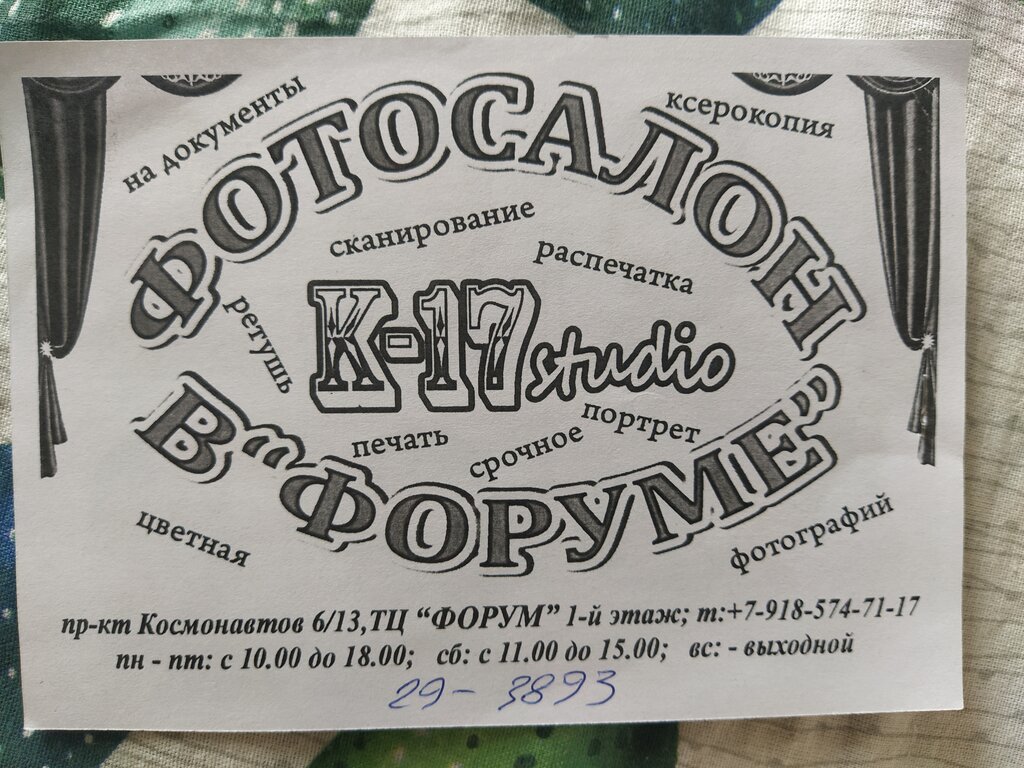 на документы
ксерокопия
ФОТОСАЛОН
сканирование
распечатка
ретушь
К-17 studio
печать
срочное
портрет
В “ФОРУМЕ”
цветная
фотографий
пр-кт Космонавтов 6/13,ТЦ “ФОРУМ” 1-й этаж; т:+7-918-574-71-17
пн - пт: с 10.00 до 18.00; сб: с 11.00 до 15.00; вс: - выходной
29- 3893